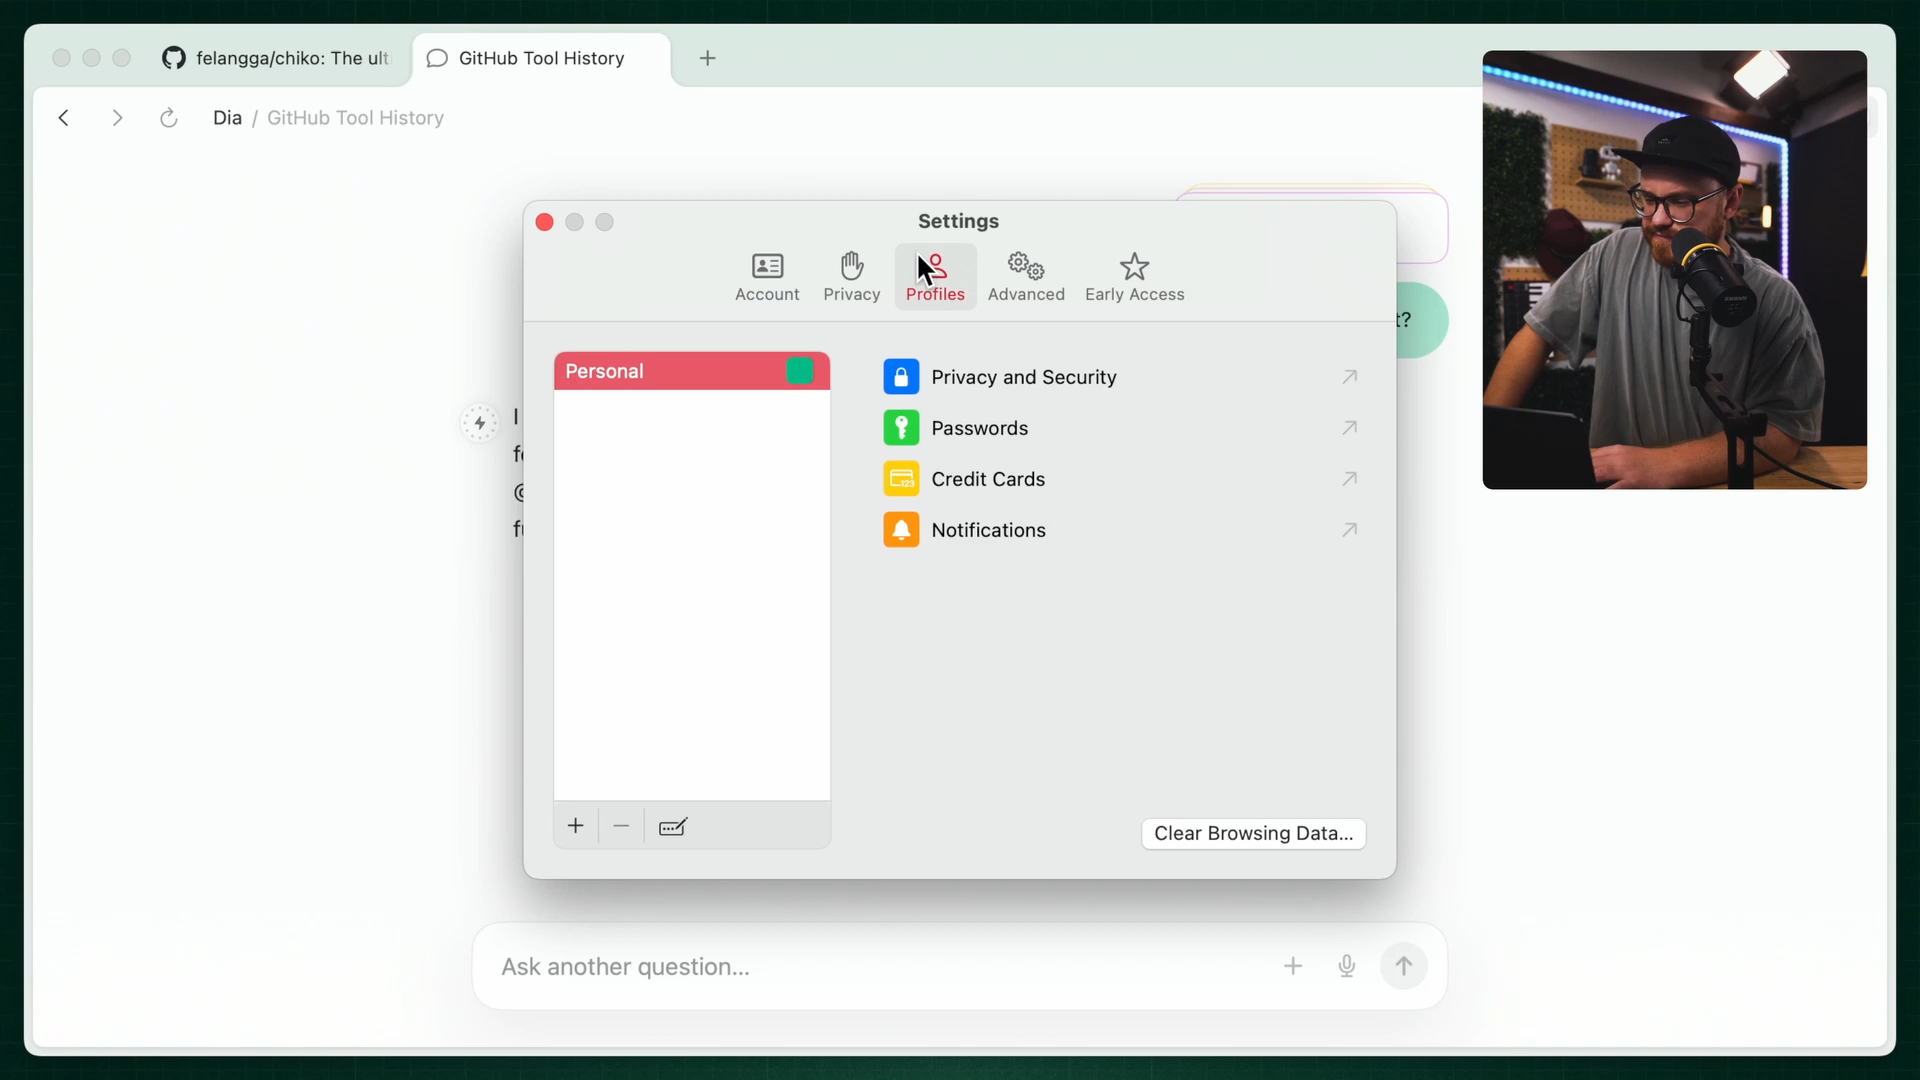 felangga/chiko: The ult
GitHub Tool History
Dia / GitHub Tool History
Settings
Account
Privacy
Profiles
Advanced
Early Access
t?
Personal
Privacy and Security
Passwords
Credit Cards
123
Notifications
I
f
@
f
Clear Browsing Data...
Ask another question...